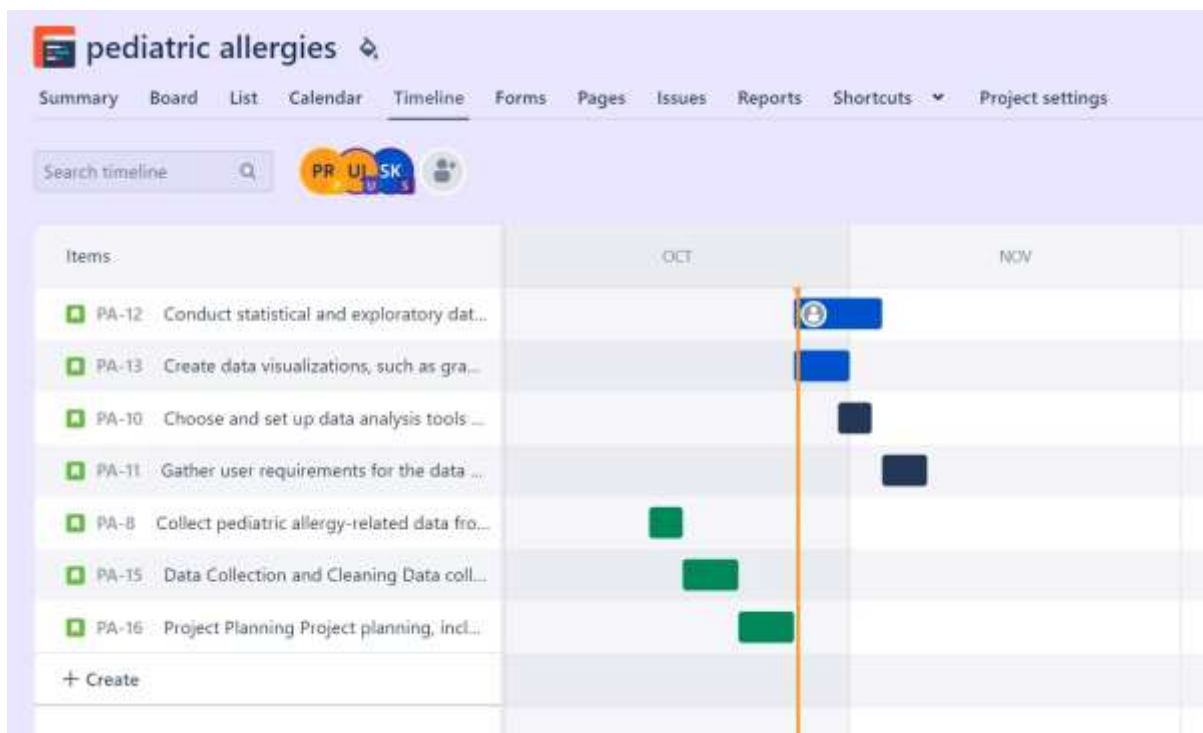 pediatric allergies
Summary Board List Calendar Timeline Forms Pages Issues Reports Shortcuts Project settings
Search timeline PR UJ SK
P U S
Items OCT NOV
PA-12 Conduct statistical and exploratory dat...
PA-13 Create data visualizations, such as gra...
PA-10 Choose and set up data analysis tools ...
PA-11 Gather user requirements for the data ...
PA-8 Collect pediatric allergy-related data fro...
PA-15 Data Collection and Cleaning Data coll...
PA-16 Project Planning Project planning, incl...
+ Create